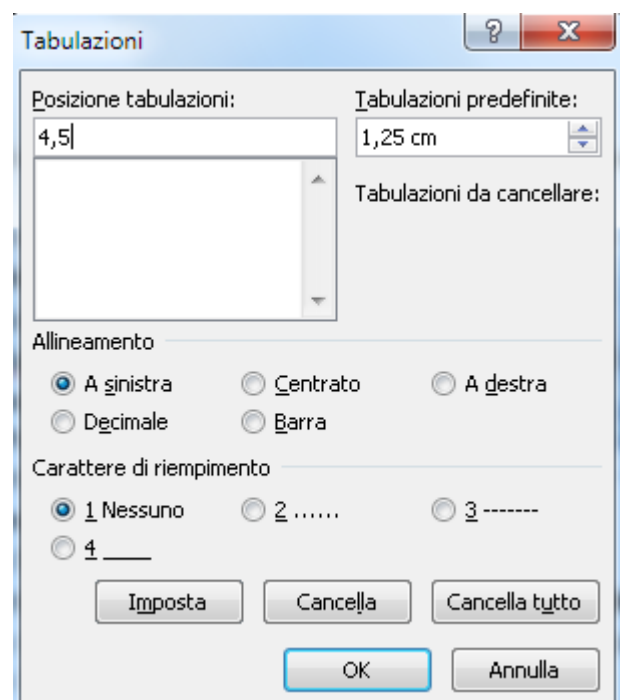 Tabulazioni
Posizione tabulazioni: Tabulazioni predefinite:
4,5 1,25 cm
Tabulazioni da cancellare:
Allineamento
A sinistra Centrato A destra
Decimale Barra
Carattere di riempimento
1 Nessuno 2 ...... 3 -------
4 ____
Imposta Cancella Cancella tutto
OK Annulla